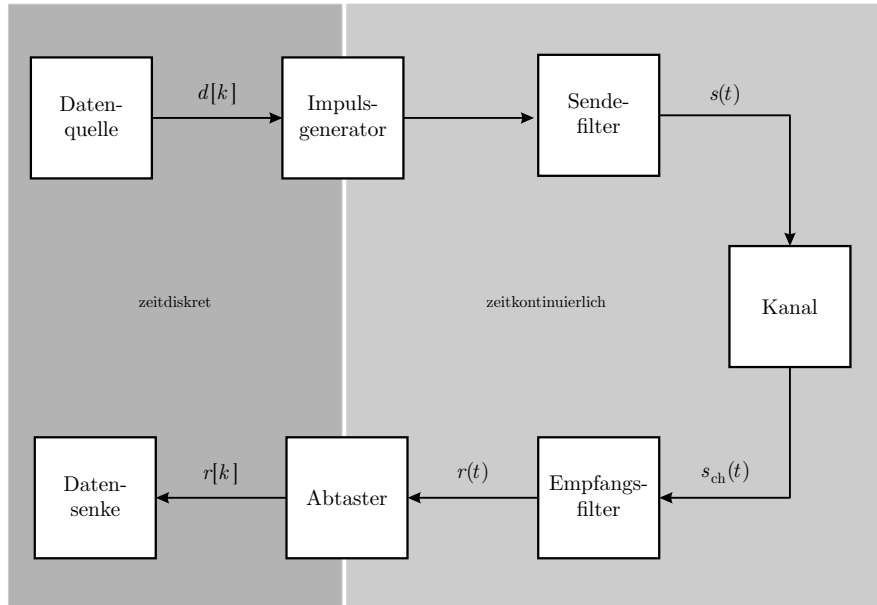 Daten-
quelle
d[k]
Impuls-
generator
Sende-
filter
s(t)
zeitdiskret
zeitkontinuierlich
Kanal
Daten-
senke
r[k]
Abtaster
r(t)
Empfangs-
filter
s_ch(t)